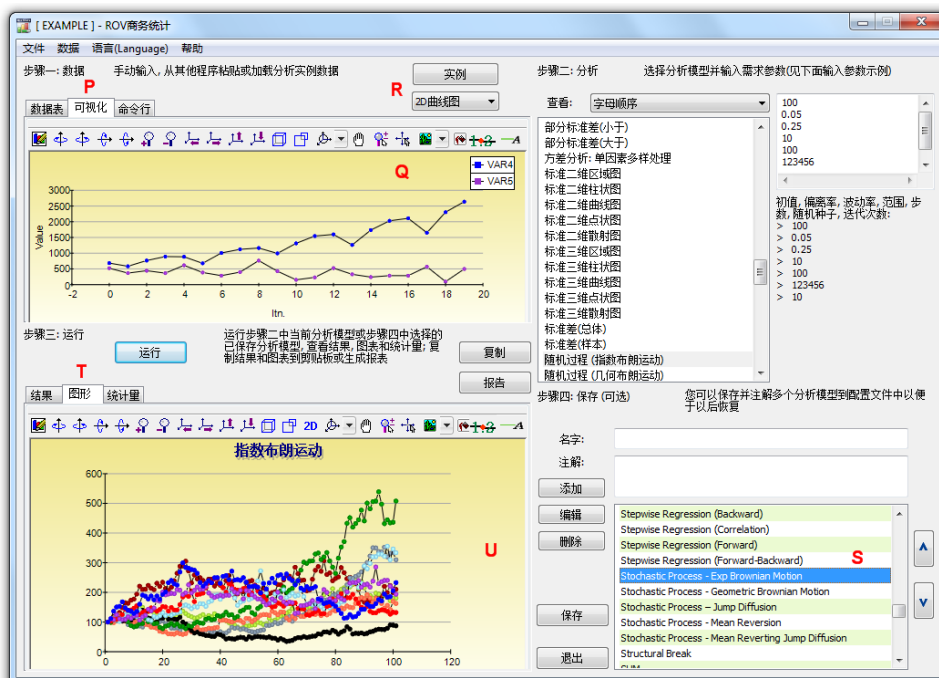 [ EXAMPLE ] - ROV商务统计
文件 数据 语言(Language) 帮助
步骤一: 数据 手动输入, 从其他程序粘贴或加载分析实例数据
P
实例
R
2D曲线图
数据表 可视化 命令行
2D
Q
VAR4
VAR5
Value
3000
2500
2000
1500
1000
500
0
-2 0 2 4 6 8 10 12 14 16 18 20
Itn.
步骤三: 运行
运行步骤二中当前分析模型或步骤四中选择的
已保存分析模型, 查看结果, 图表和统计量; 复
制结果和图表到剪贴板或生成报表
运行
复制
报告
T
结果 图形 统计量
2D
指数布朗运动
600
500
400
300
200
100
0
0 20 40 60 80 100 120
U
步骤二: 分析 选择分析模型并输入需求参数(见下面输入参数示例)
查看: 字母顺序
部分标准差(小于)
部分标准差(大于)
方差分析: 单因素多样处理
标准二维区域图
标准二维柱状图
标准二维曲线图
标准二维点状图
标准二维散射图
标准三维区域图
标准三维柱状图
标准三维曲线图
标准三维点状图
标准三维散射图
标准差(总体)
标准差(样本)
随机过程 (指数布朗运动)
随机过程 (几何布朗运动)
100
0.05
0.25
10
100
123456
初值, 偏离率, 波动率, 范围, 步
数, 随机种子, 迭代次数:
> 100
> 0.05
> 0.25
> 10
> 100
> 123456
> 10
步骤四: 保存 (可选) 您可以保存并注解多个分析模型到配置文件中以便
于以后恢复
名字:
注解:
添加
编辑
删除
保存
退出
Stepwise Regression (Backward)
Stepwise Regression (Correlation)
Stepwise Regression (Forward)
Stepwise Regression (Forward-Backward)
S
Stochastic Process - Exp Brownian Motion
Stochastic Process - Geometric Brownian Motion
Stochastic Process – Jump Diffusion
Stochastic Process - Mean Reversion
Stochastic Process - Mean Reverting Jump Diffusion
Structural Break